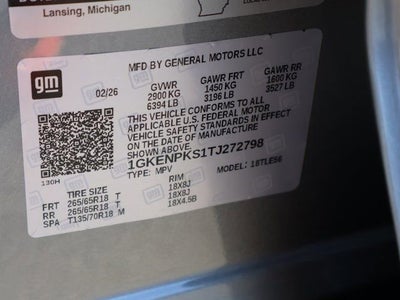 Lansing, Michigan
gm
MFD BY GENERAL MOTORS LLC
02/26
GVWR GAWR FRT GAWR RR
2900 KG 1450 KG 1600 KG
6394 LB 3196 LB 3527 LB
THIS VEHICLE CONFORMS TO ALL
APPLICABLE U.S. FEDERAL MOTOR
VEHICLE SAFETY STANDARDS IN EFFECT
ON THE DATE OF MANUFACTURE
1GKENPKS1TJ272798
TYPE: MPV MODEL: 18TLE56
130H
TIRE SIZE RIM
FRT 265/65R18 T 18X8J
RR 265/65R18 T 18X8J
SPA T135/70R18 M 18X4.5B